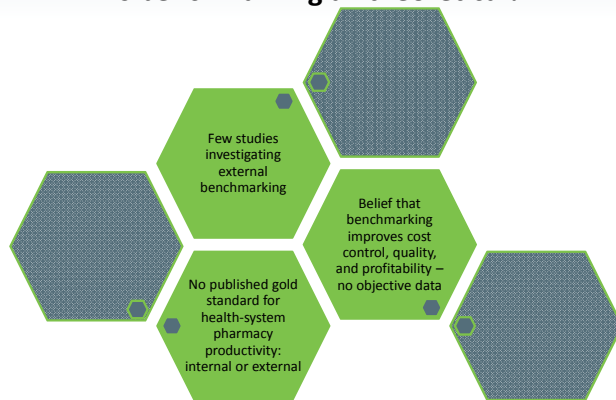 Few studies
investigating
external
benchmarking
Belief that
benchmarking
improves cost
control, quality,
and profitability –
no objective data
No published gold
standard for
health-system
pharmacy
productivity:
internal or external